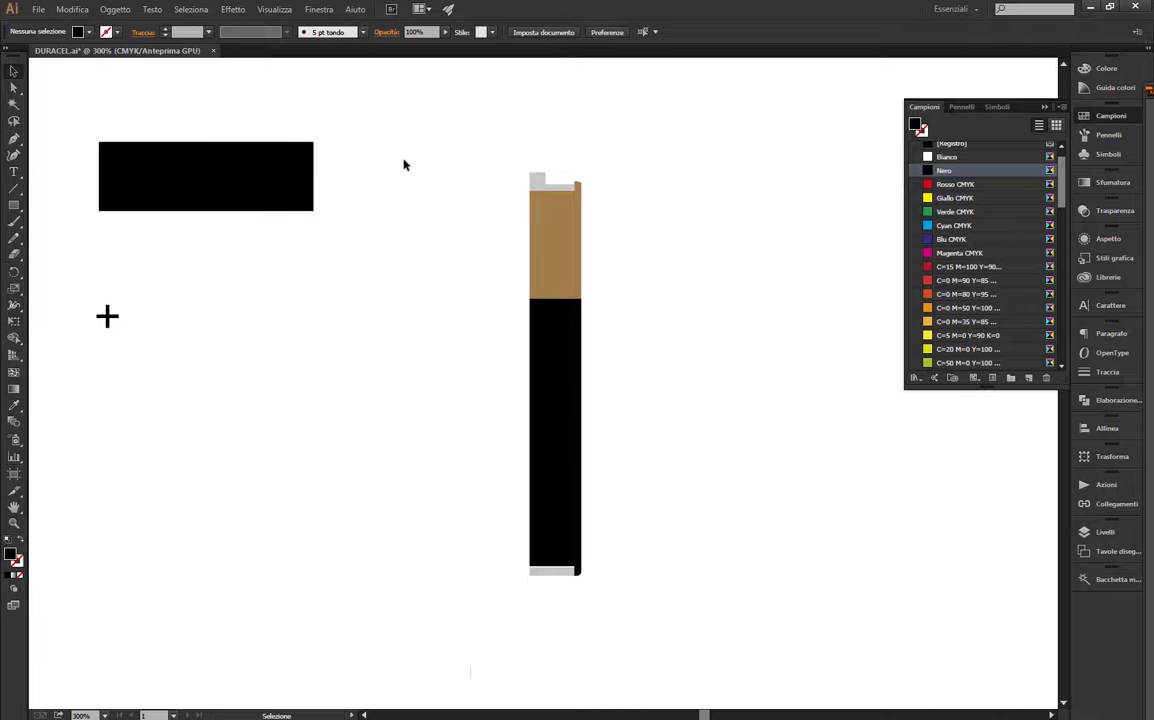 Ai File Modifica Oggetto Testo Selezione Effetto Visualizza Finestra Aiuto Br Essenziali
Nessuna selezione Traccia: 5 pt tondo Opacità: 100% Stile: Imposta documento Preferenze
DURACEL.ai* @ 300% (CMYK/Anteprima GPU) ×
Campioni Pennelli Simboli
[Registro]
Bianco
Nero
Rosso CMYK
Giallo CMYK
Verde CMYK
Cyan CMYK
Blu CMYK
Magenta CMYK
C=15 M=100 Y=90...
C=0 M=90 Y=85 ...
C=0 M=80 Y=95 ...
C=0 M=50 Y=100 ...
C=0 M=35 Y=85 ...
C=5 M=0 Y=90 K=0
C=20 M=0 Y=100 ...
C=50 M=0 Y=100 ...
Colore
Guida colori
Campioni
Pennelli
Simboli
Sfumatura
Trasparenza
Aspetto
Stili grafica
Librerie
Carattere
Paragrafo
OpenType
Traccia
Elaborazione...
Allinea
Trasforma
Azioni
Collegamenti
Livelli
Tavole diseg...
Bacchetta m...
300% 1 Selezione